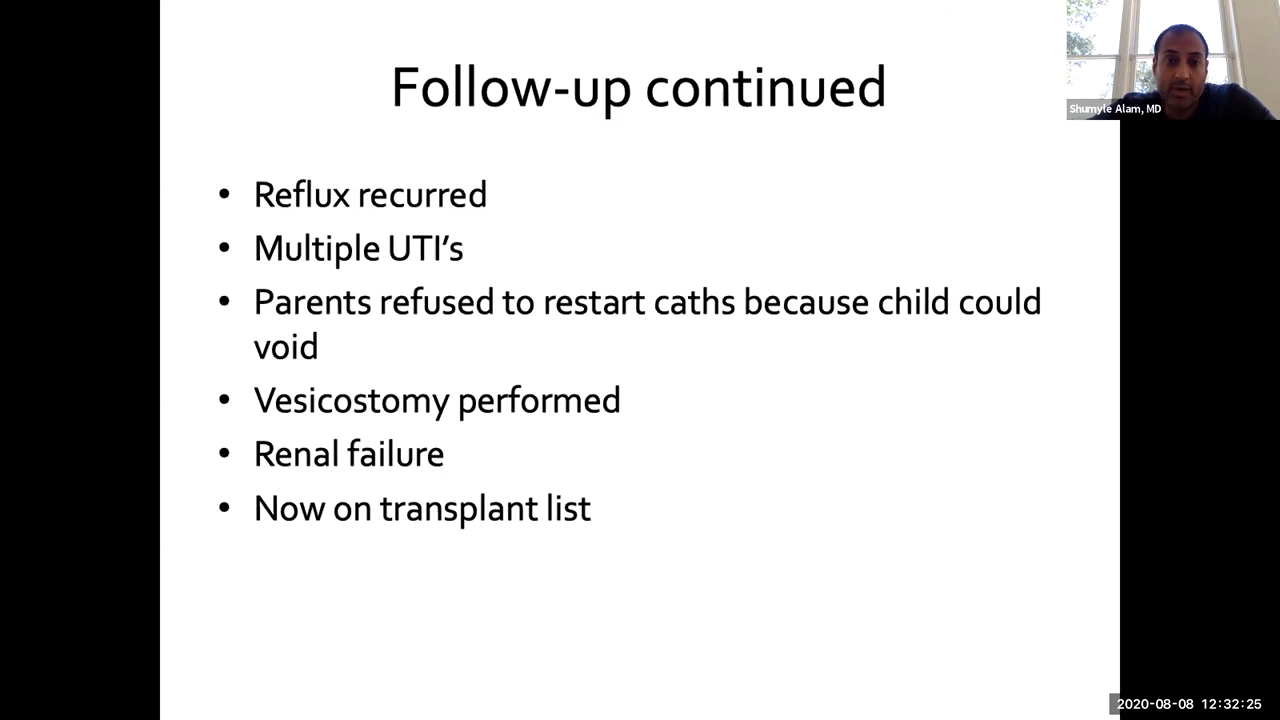 Follow-up continued
Shumyle Alam, MD
• Reflux recurred
• Multiple UTI's
• Parents refused to restart caths because child could
void
• Vesicostomy performed
• Renal failure
• Now on transplant list
2020-08-08 12:32:25